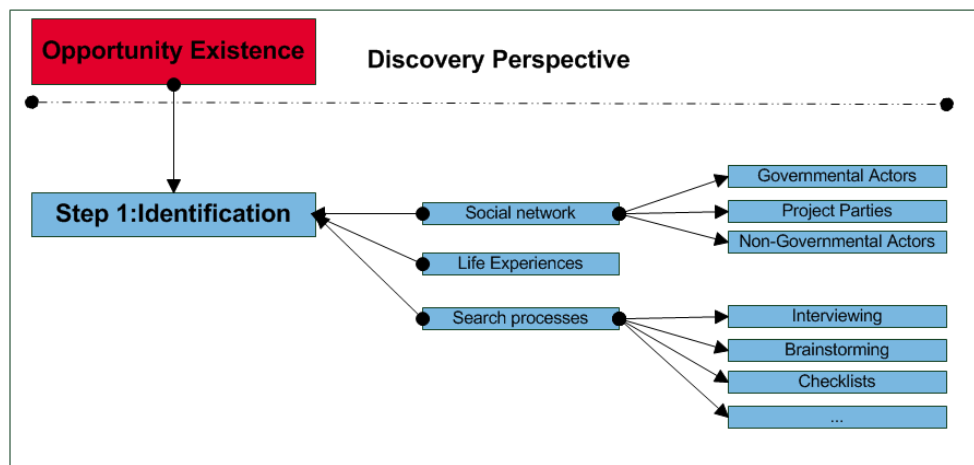 Opportunity Existence
Discovery Perspective
Step 1:Identification
Social network
Life Experiences
Search processes
Governmental Actors
Project Parties
Non-Governmental Actors
Interviewing
Brainstorming
Checklists
...